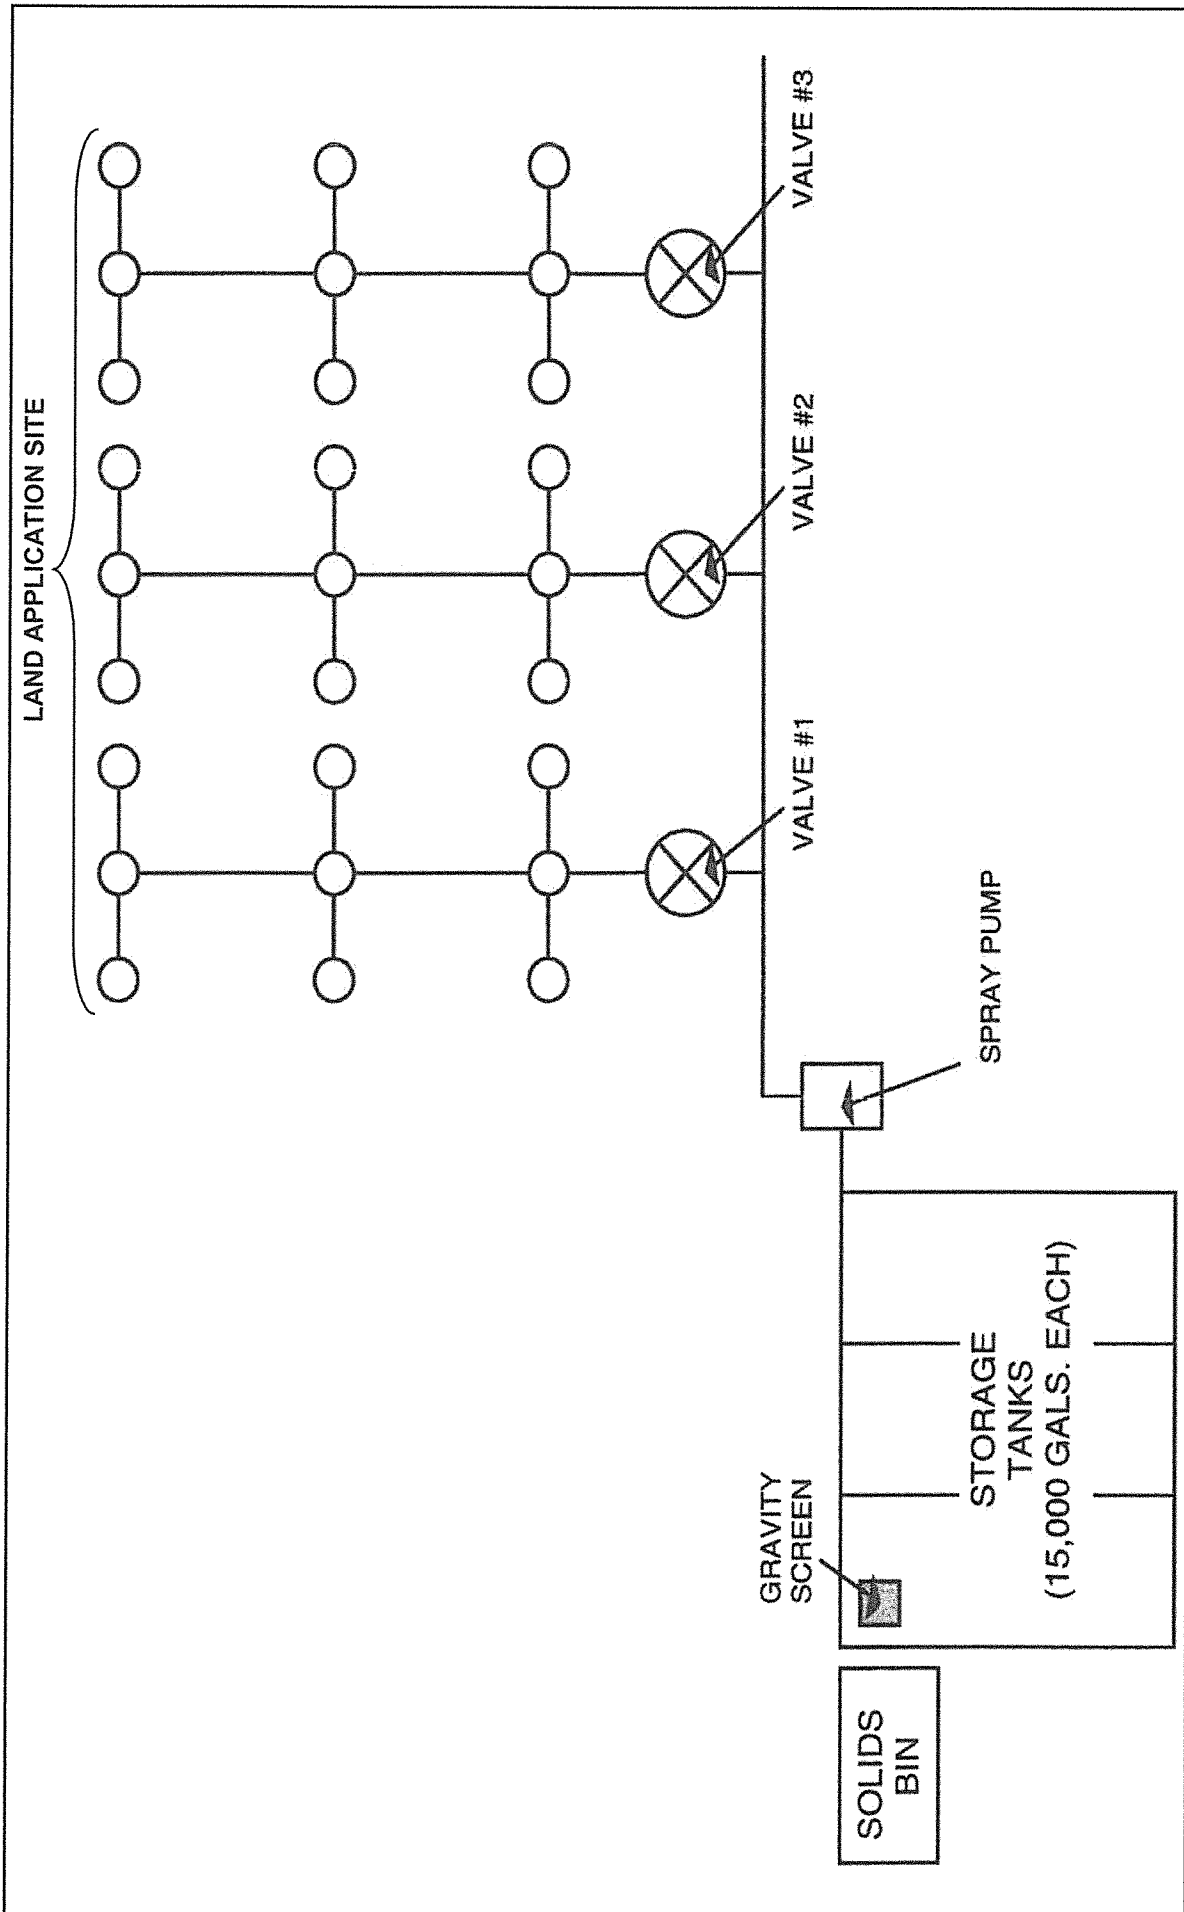 LAND APPLICATION SITE
VALVE #1
VALVE #2
VALVE #3
SPRAY PUMP
GRAVITY
SCREEN
STORAGE
TANKS
(15,000 GALS. EACH)
SOLIDS
BIN